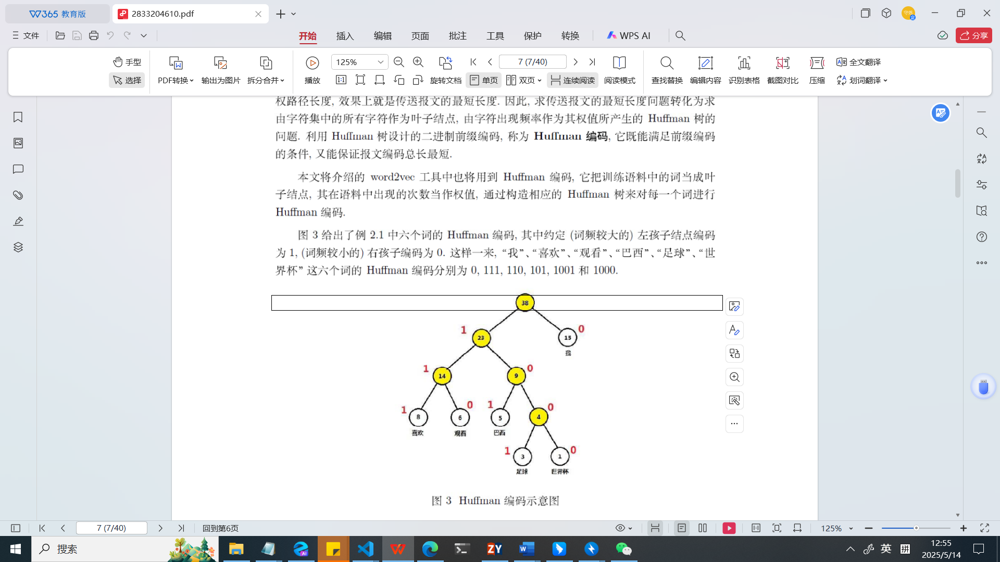 W365 教育版
2833204610.pdf
文件
开始 插入 编辑 页面 批注 工具 保护 转换 WPS AI
分享
手型
选择
PDF转换 输出为图片 拆分合并
播放
125%
旋转文档
7 (7/40)
单页 双页 连续阅读 阅读模式
查找替换 编辑内容 识别表格 截图对比 压缩
全文翻译
划词翻译
权路径长度, 效果上就是传送报文的最短长度. 因此, 求传送报文的最短长度问题转化为求
由字符集中的所有字符作为叶子结点, 由字符出现频率作为其权值所产生的 Huffman 树的
问题. 利用 Huffman 树设计的二进制前缀编码, 称为 Huffman 编码, 它既能满足前缀编码
的条件, 又能保证报文编码总长最短.
本文将介绍的 word2vec 工具中也将用到 Huffman 编码, 它把训练语料中的词当成叶
子结点, 其在语料中出现的次数当作权值, 通过构造相应的 Huffman 树来对每一个词进行
Huffman 编码.
图 3 给出了例 2.1 中六个词的 Huffman 编码, 其中约定 (词频较大的) 左孩子结点编码
为 1, (词频较小的) 右孩子编码为 0. 这样一来, “我”、“喜欢”、“观看”、“巴西”、“足球”、“世
界杯” 这六个词的 Huffman 编码分别为 0, 111, 110, 101, 1001 和 1000.
38
1 23 15 0
我
1 14 9 0
1 8 6 0 1 5 4 0
喜欢 观看 巴西
1 3 1 0
足球 世界杯
图 3 Huffman 编码示意图
7 (7/40)
回到第6页
125%
搜索
英
拼
12:55
2025/5/14